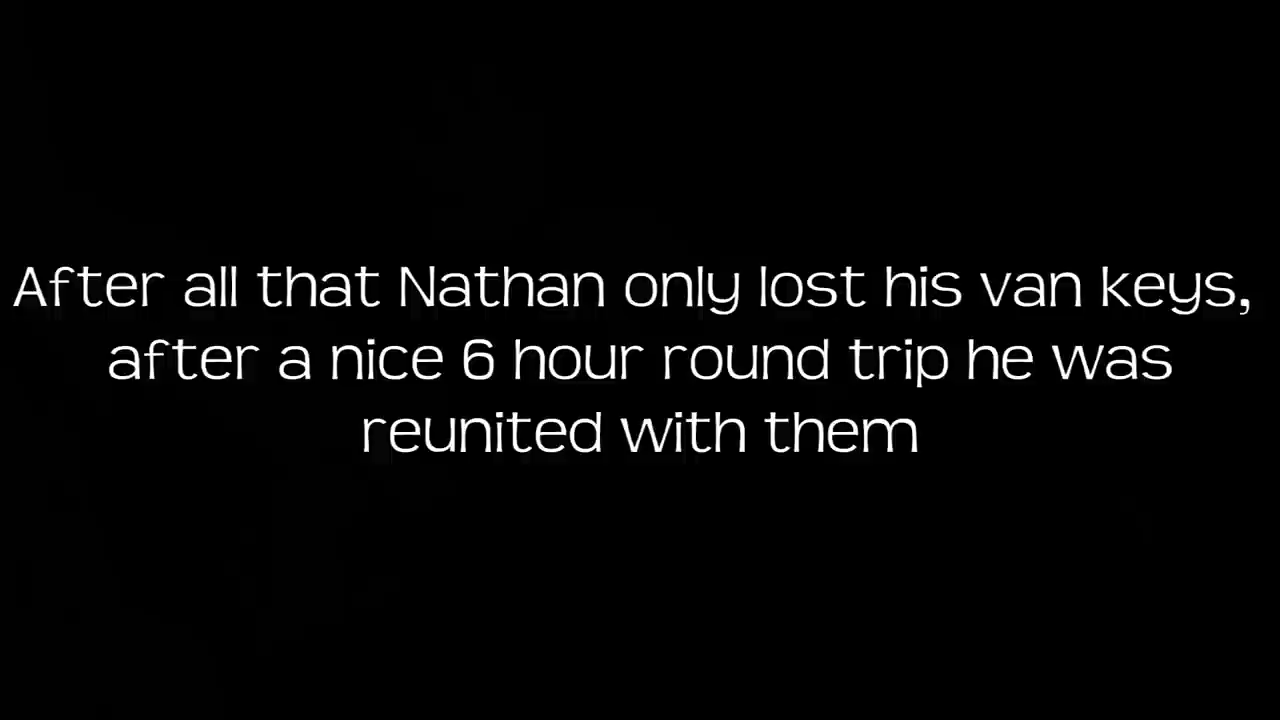 After all that Nathan only lost his van keys,
after a nice 6 hour round trip he was
reunited with them